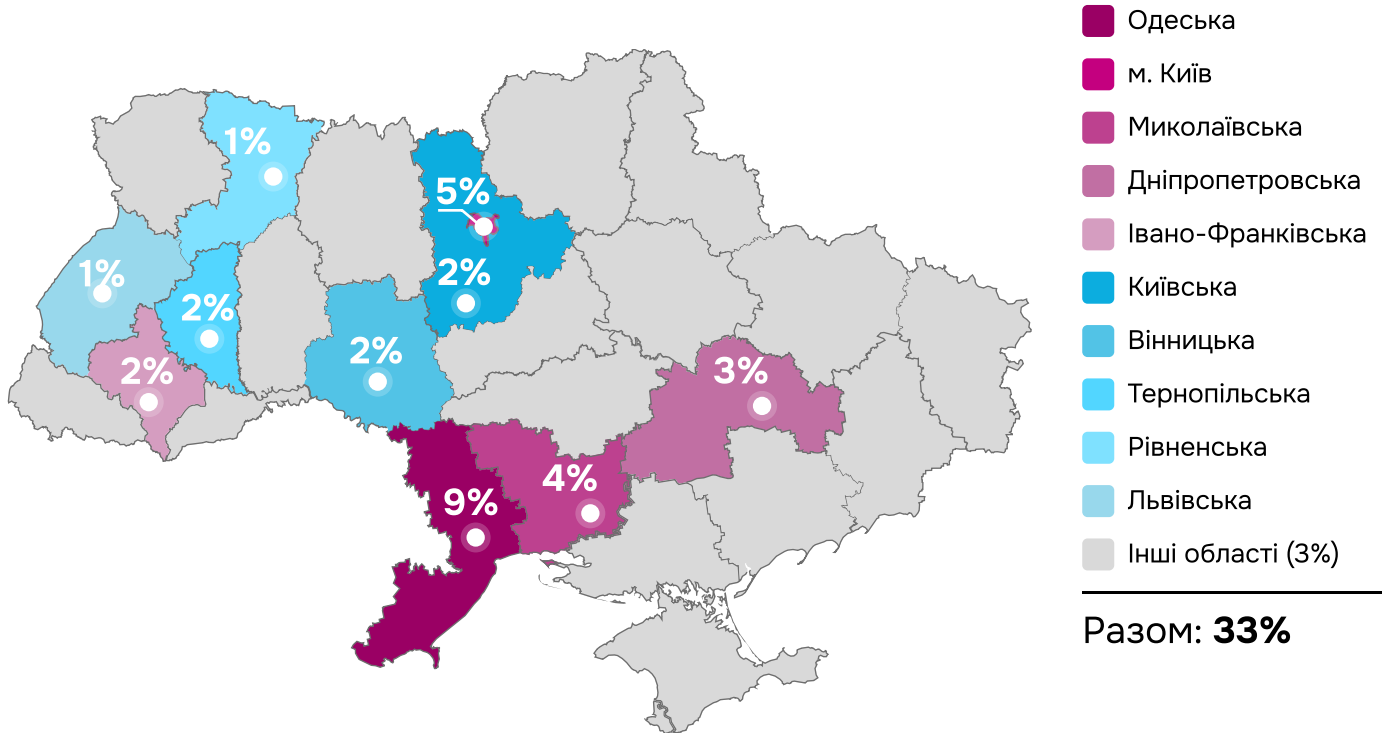 1%
5%
1%
2%
2%
2%
2%
3%
4%
9%
Одеська
м. Київ
Миколаївська
Дніпропетровська
Івано-Франківська
Київська
Вінницька
Тернопільська
Рівненська
Львівська
Інші області (3%)
Разом: 33%